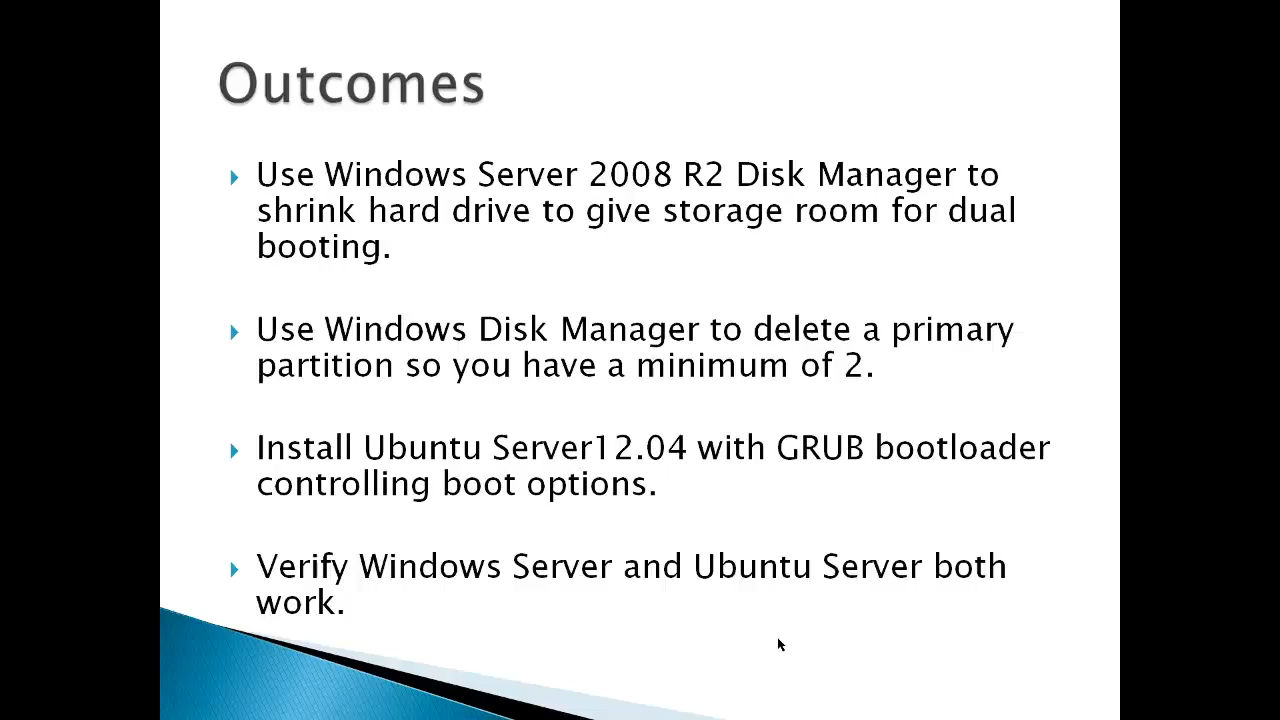 Outcomes
Use Windows Server 2008 R2 Disk Manager to
shrink hard drive to give storage room for dual
booting.
Use Windows Disk Manager to delete a primary
partition so you have a minimum of 2.
Install Ubuntu Server12.04 with GRUB bootloader
controlling boot options.
Verify Windows Server and Ubuntu Server both
work.